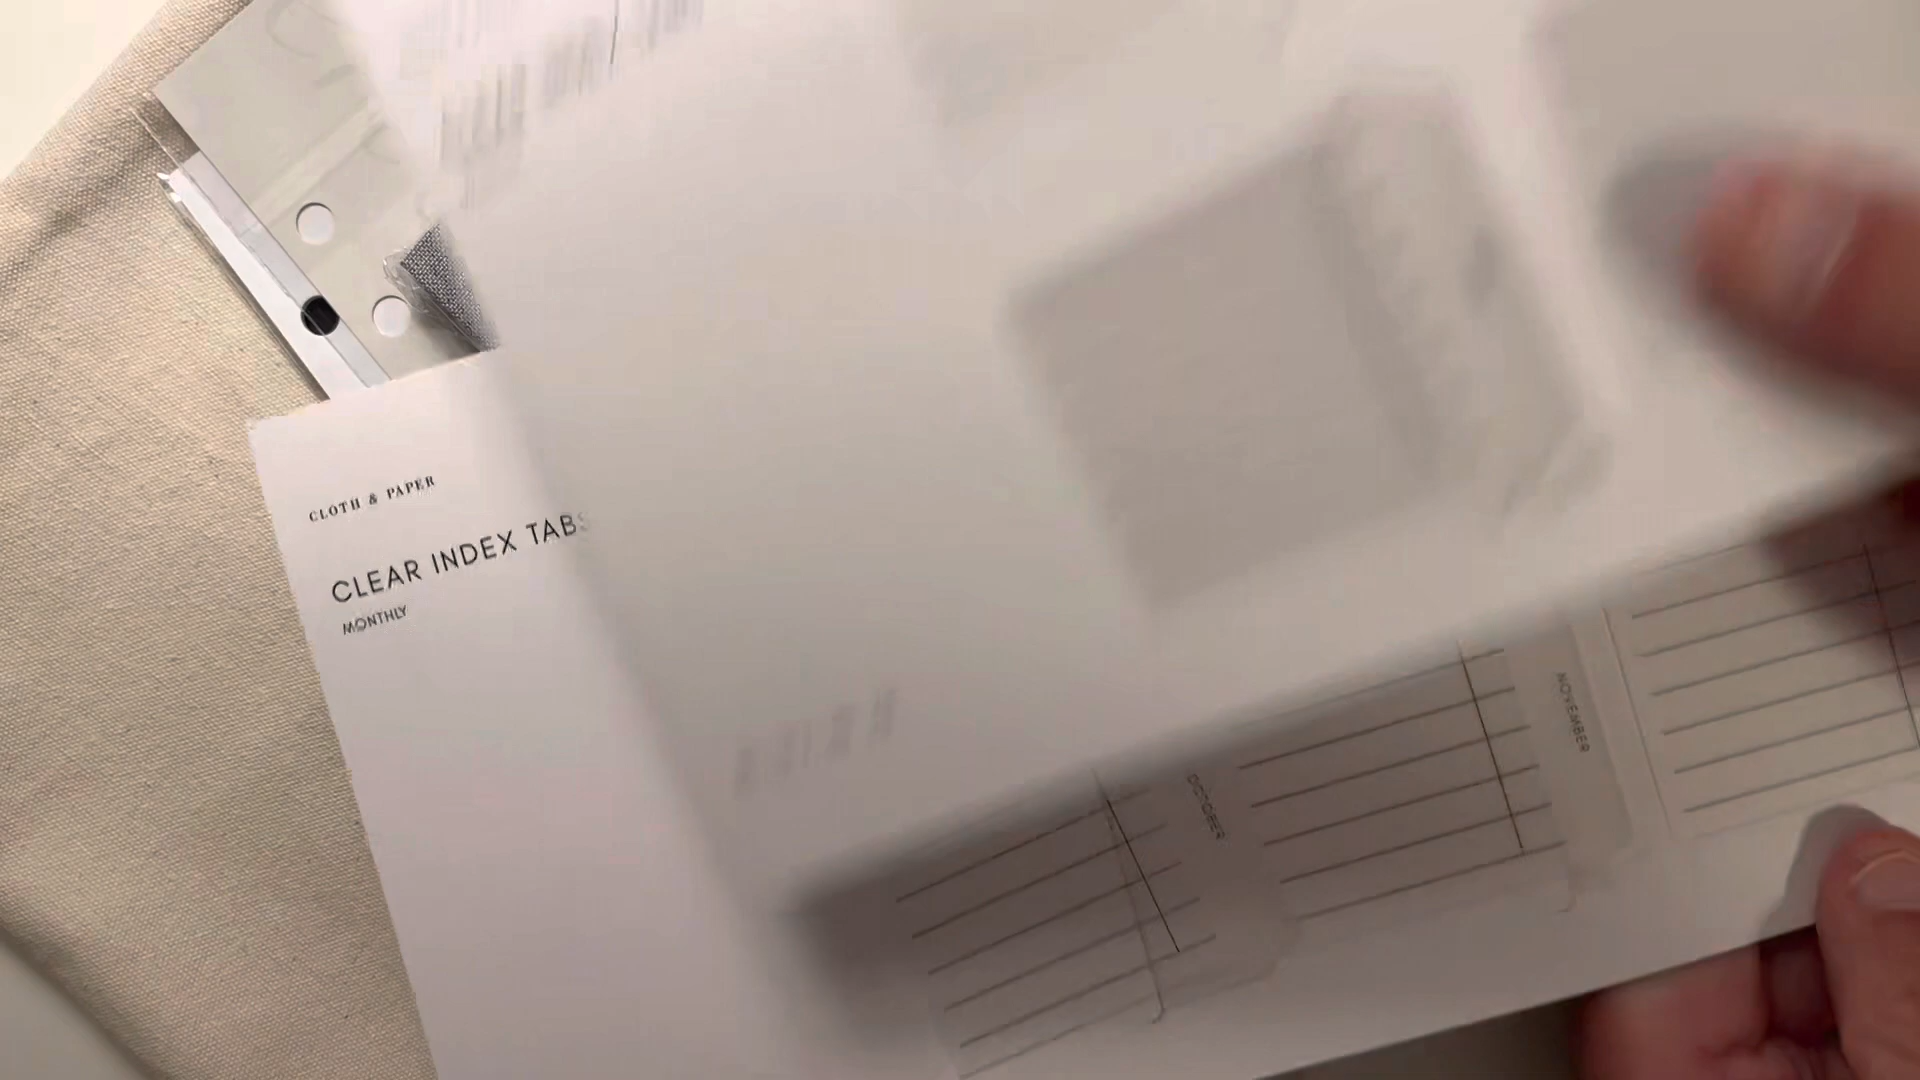 CLOTH & PAPER
CLEAR INDEX TABS
MONTHLY
OCTOBER
NOVEMBER